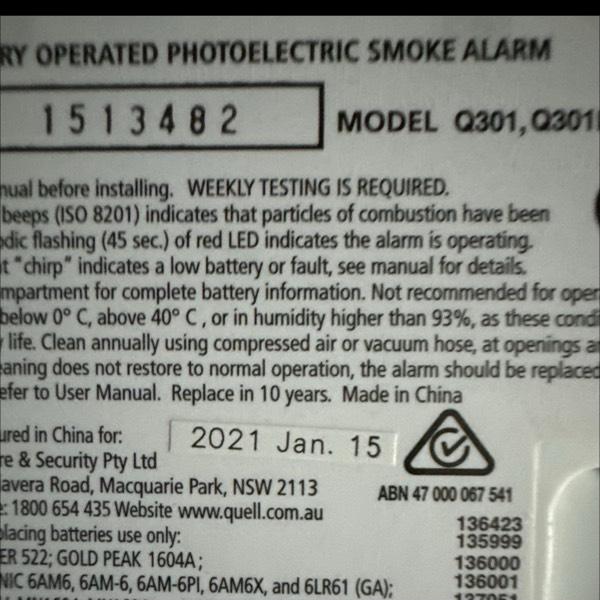 RY OPERATED PHOTOELECTRIC SMOKE ALARM
1513482 MODEL Q301, Q301
nual before installing. WEEKLY TESTING IS REQUIRED.
beeps (ISO 8201) indicates that particles of combustion have been
dic flashing (45 sec.) of red LED indicates the alarm is operating.
t "chirp" indicates a low battery or fault, see manual for details.
mpartment for complete battery information. Not recommended for oper
below 0° C, above 40° C , or in humidity higher than 93%, as these condi
life. Clean annually using compressed air or vacuum hose, at openings a
eaning does not restore to normal operation, the alarm should be replaced
efer to User Manual. Replace in 10 years. Made in China
ured in China for: 2021 Jan. 15
re & Security Pty Ltd
avera Road, Macquarie Park, NSW 2113
ABN 47 000 067 541
: 1800 654 435 Website www.quell.com.au
136423
lacing batteries use only:
135999
ER 522; GOLD PEAK 1604A;
136000
NIC 6AM6, 6AM-6, 6AM-6PI, 6AM6X, and 6LR61 (GA);
136001